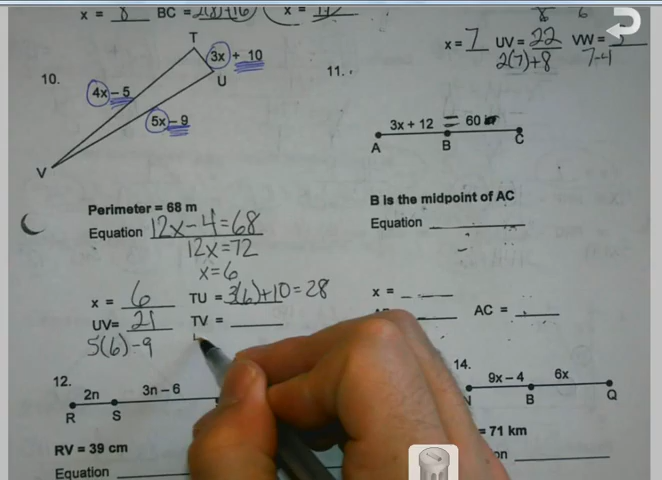 x = 8 BC = 2(8)+16 x =
x = 7 UV = 22 VW =
2(7)+8 7-4
10.
T
3x + 10
U
4x - 5
5x - 9
V
11.
3x + 12 = 60
A B C
Perimeter = 68 m
Equation 12x - 4 = 68
12x = 72
x = 6
B is the midpoint of AC
Equation
x = 6 TU = 3(6)+10 = 28
UV= 21 TV =
5(6)-9
x =
AC =
12.
2n 3n - 6
R S
RV = 39 cm
Equation
14.
9x - 4 6x
B Q
= 71 km